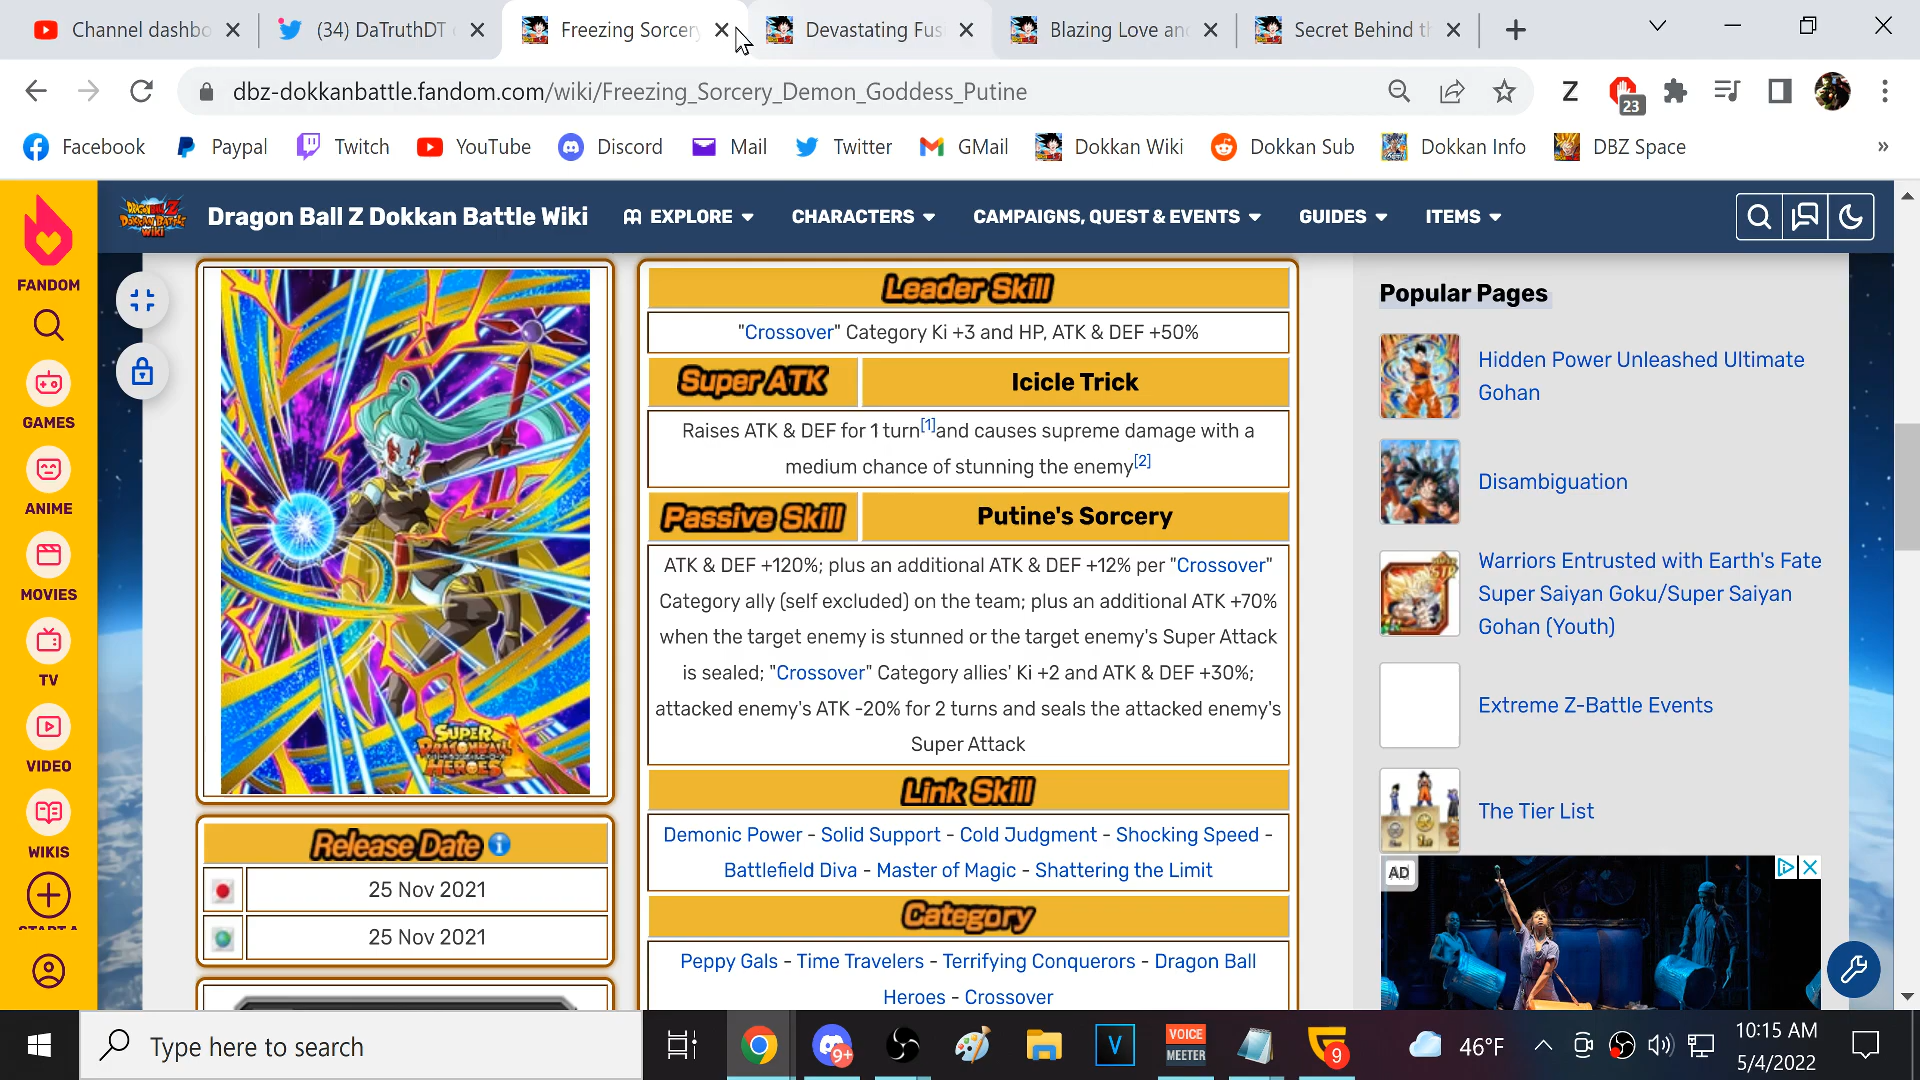 Channel dashbo
(34) DaTruthDT
Freezing Sorcery
Devastating Fus
Blazing Love an
Secret Behind t
dbz-dokkanbattle.fandom.com/wiki/Freezing_Sorcery_Demon_Goddess_Putine
Z
23
Facebook
Paypal
Twitch
YouTube
Discord
Mail
Twitter
GMail
Dokkan Wiki
Dokkan Sub
Dokkan Info
DBZ Space
»
Dragon Ball Z Dokkan Battle Wiki
EXPLORE
CHARACTERS
CAMPAIGNS, QUEST & EVENTS
GUIDES
ITEMS
FANDOM
GAMES
ANIME
MOVIES
TV
VIDEO
WIKIS
START A
SUPER
DRAGONBALL
HEROES
Release Date
25 Nov 2021
25 Nov 2021
Leader Skill
"Crossover" Category Ki +3 and HP, ATK & DEF +50%
Super ATK
Icicle Trick
Raises ATK & DEF for 1 turn[1]and causes supreme damage with a
medium chance of stunning the enemy[2]
Passive Skill
Putine's Sorcery
ATK & DEF +120%; plus an additional ATK & DEF +12% per "Crossover"
Category ally (self excluded) on the team; plus an additional ATK +70%
when the target enemy is stunned or the target enemy's Super Attack
is sealed; "Crossover" Category allies' Ki +2 and ATK & DEF +30%;
attacked enemy's ATK -20% for 2 turns and seals the attacked enemy's
Super Attack
Link Skill
Demonic Power - Solid Support - Cold Judgment - Shocking Speed -
Battlefield Diva - Master of Magic - Shattering the Limit
Category
Peppy Gals - Time Travelers - Terrifying Conquerors - Dragon Ball
Heroes - Crossover
Popular Pages
Hidden Power Unleashed Ultimate
Gohan
Disambiguation
Warriors Entrusted with Earth's Fate
Super Saiyan Goku/Super Saiyan
Gohan (Youth)
Extreme Z-Battle Events
The Tier List
AD
Type here to search
9+
V
VOICE
MEETER
9
46°F
10:15 AM
5/4/2022